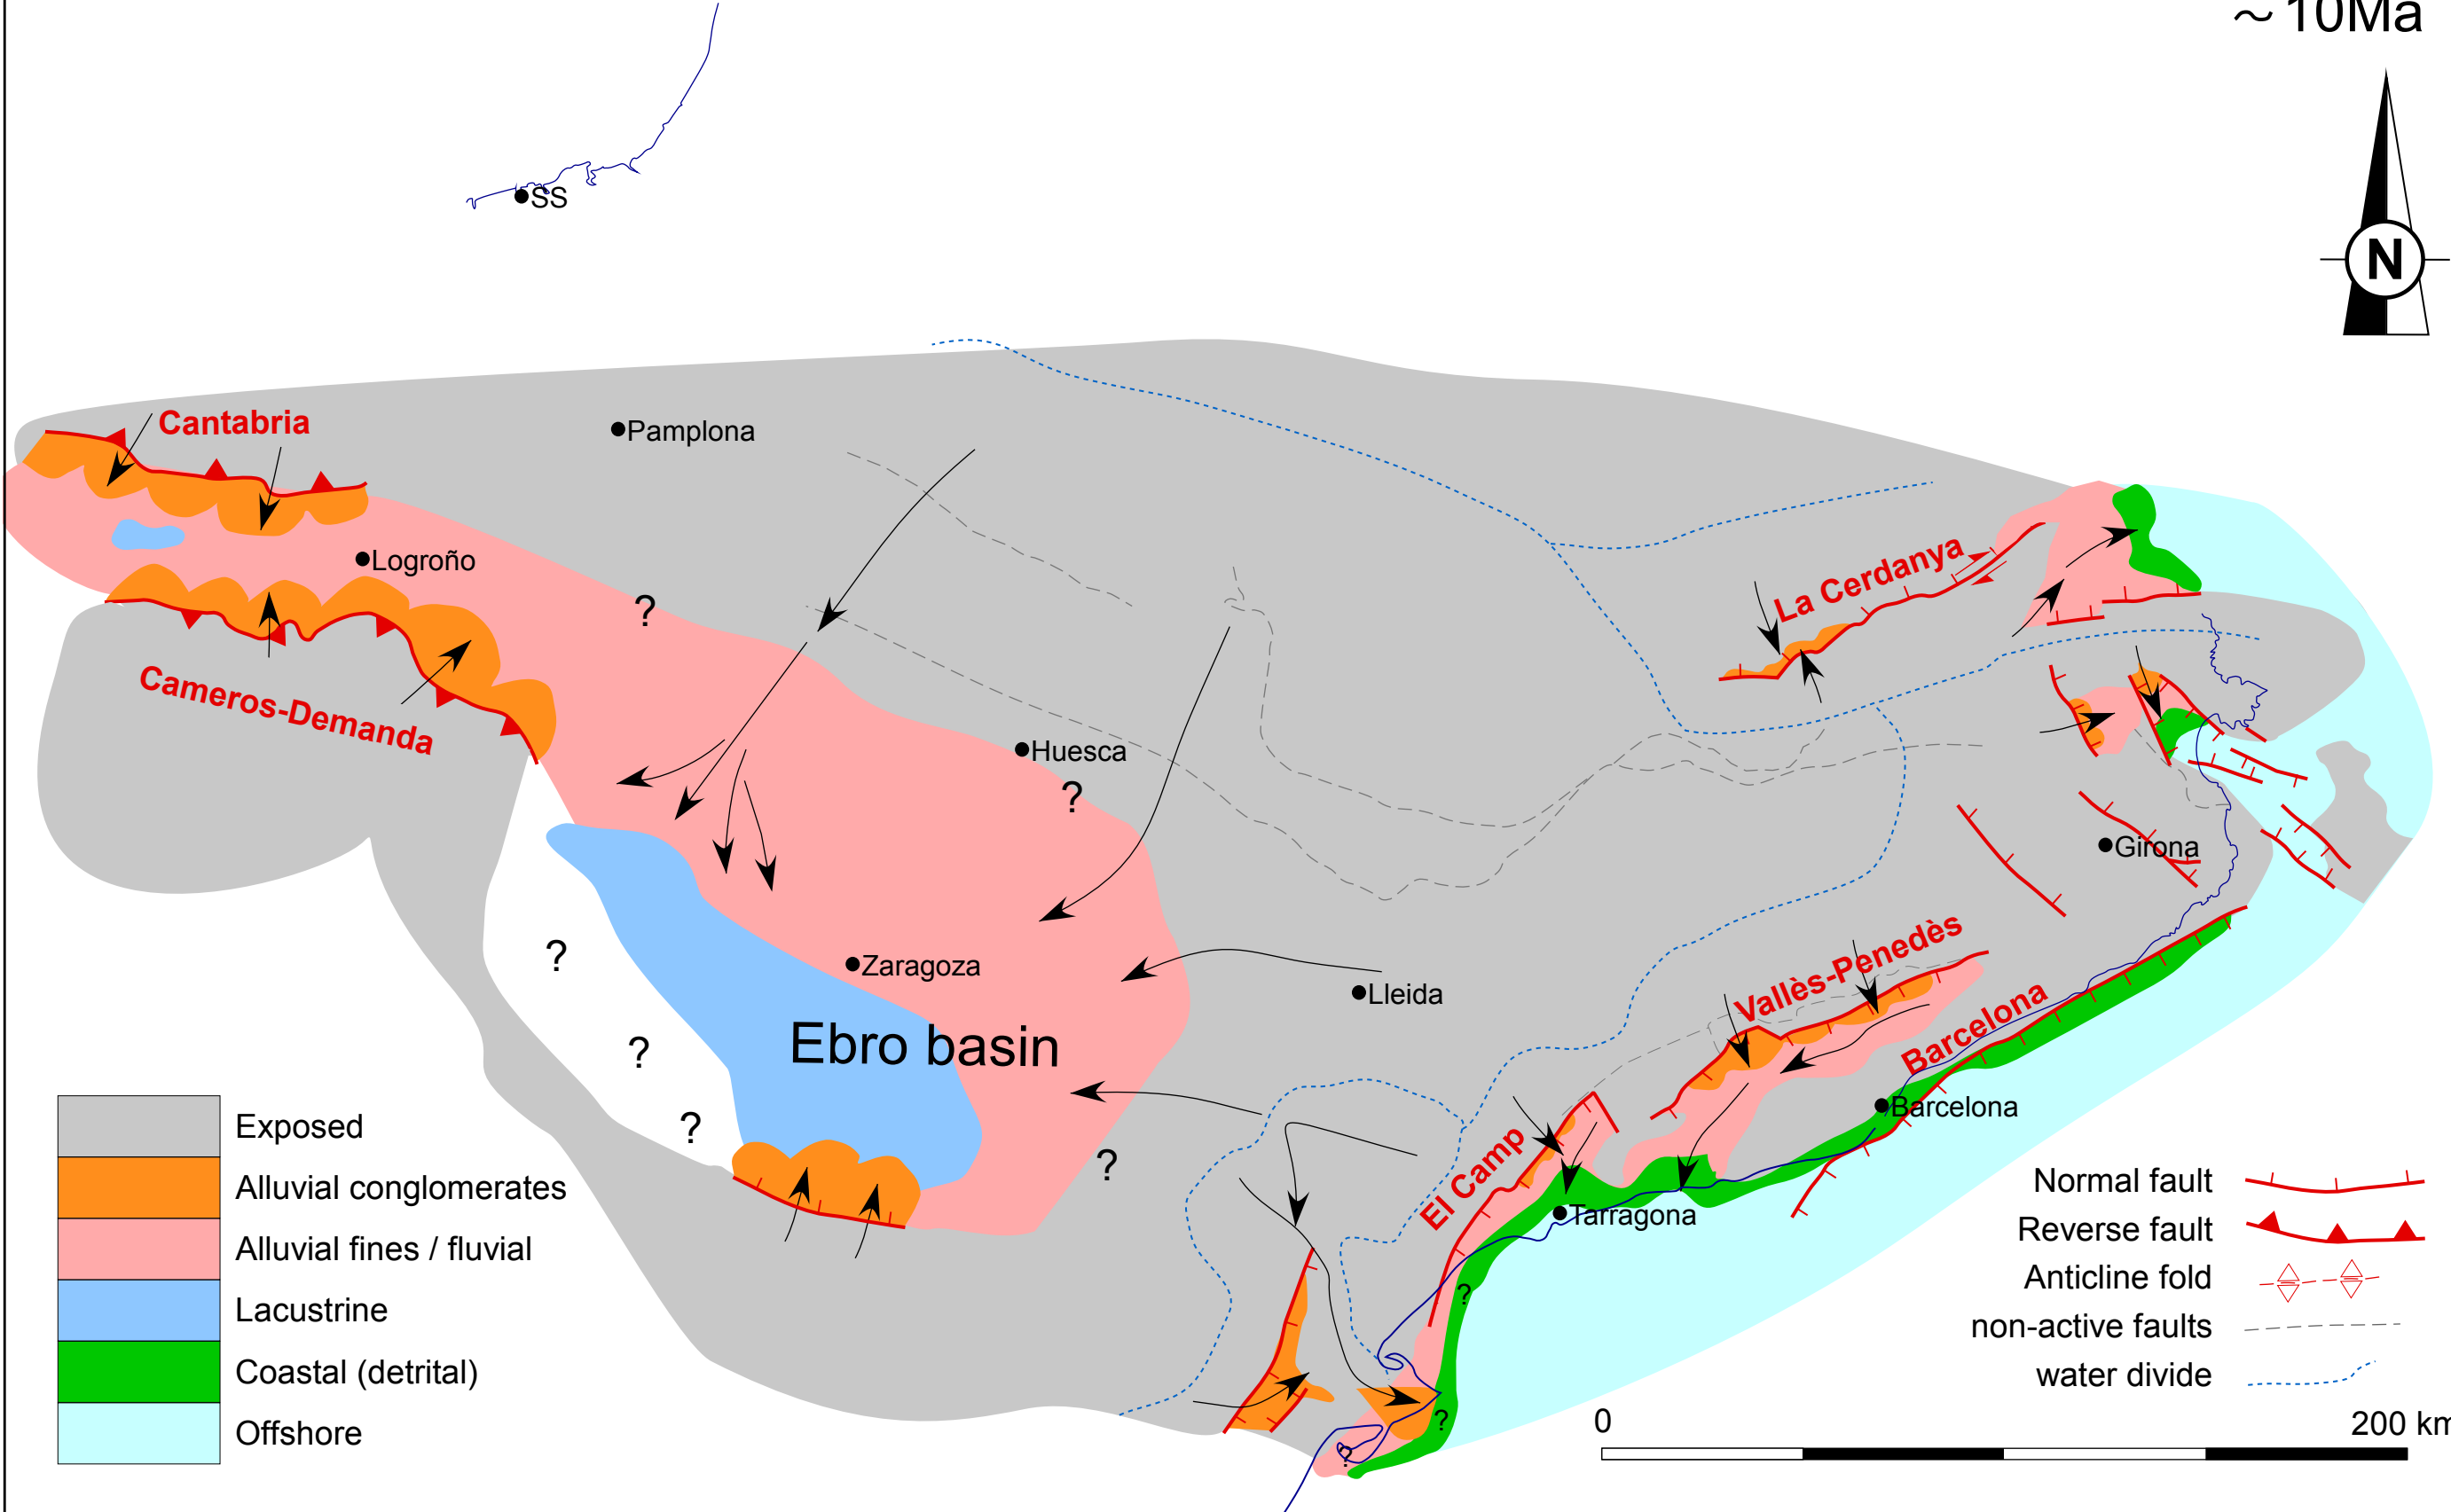 ~ 10Ma
N
SS
Cantabria
Pamplona
Logroño
La Cerdanya
?
Cameros-Demanda
Huesca
?
Girona
?
Zaragoza
Lleida
Vallès-Penedès
Barcelona
Ebro basin
?
?
?
Barcelona
El Camp
Tarragona
?
?
?
Exposed
Alluvial conglomerates
Alluvial fines / fluvial
Lacustrine
Coastal (detrital)
Offshore
Normal fault
Reverse fault
Anticline fold
non-active faults
water divide
0
200 km